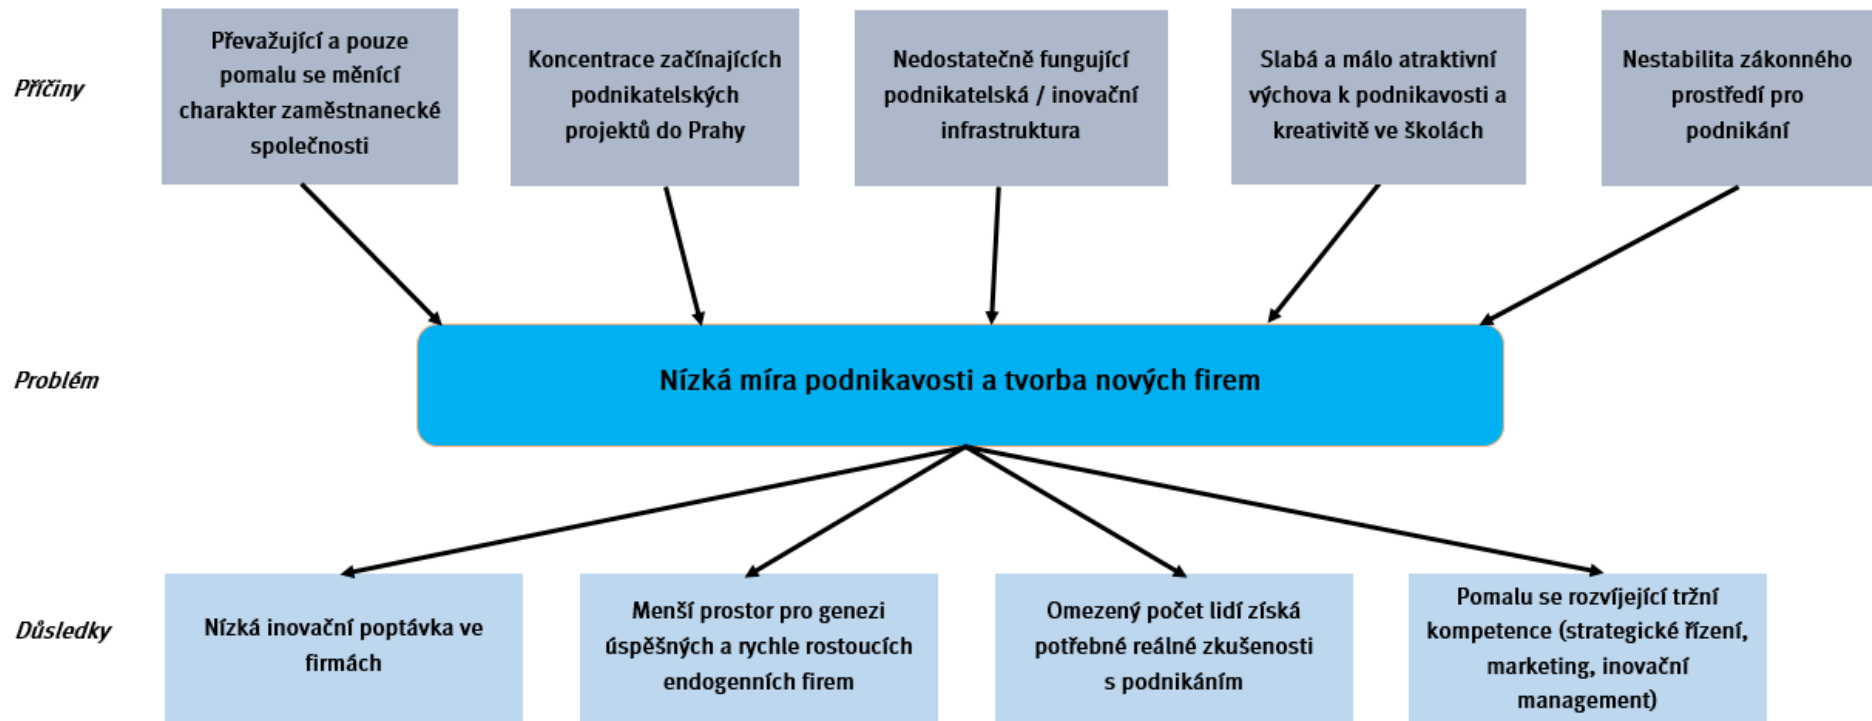 Příčiny
Převažující a pouze
pomalu se měnící
charakter zaměstnanecké
společnosti
Koncentrace začínajících
podnikatelských
projektů do Prahy
Nedostatečně fungující
podnikatelská / inovační
infrastruktura
Slabá a málo atraktivní
výchova k podnikavosti a
kreativitě ve školách
Nestabilita zákonného
prostředí pro
podnikání
Problém
Nízká míra podnikavosti a tvorba nových firem
Důsledky
Nízká inovační poptávka ve
firmách
Menší prostor pro genezi
úspěšných a rychle rostoucích
endogenních firem
Omezený počet lidí získá
potřebné reálné zkušenosti
s podnikáním
Pomalu se rozvíjející tržní
kompetence (strategické řízení,
marketing, inovační
management)